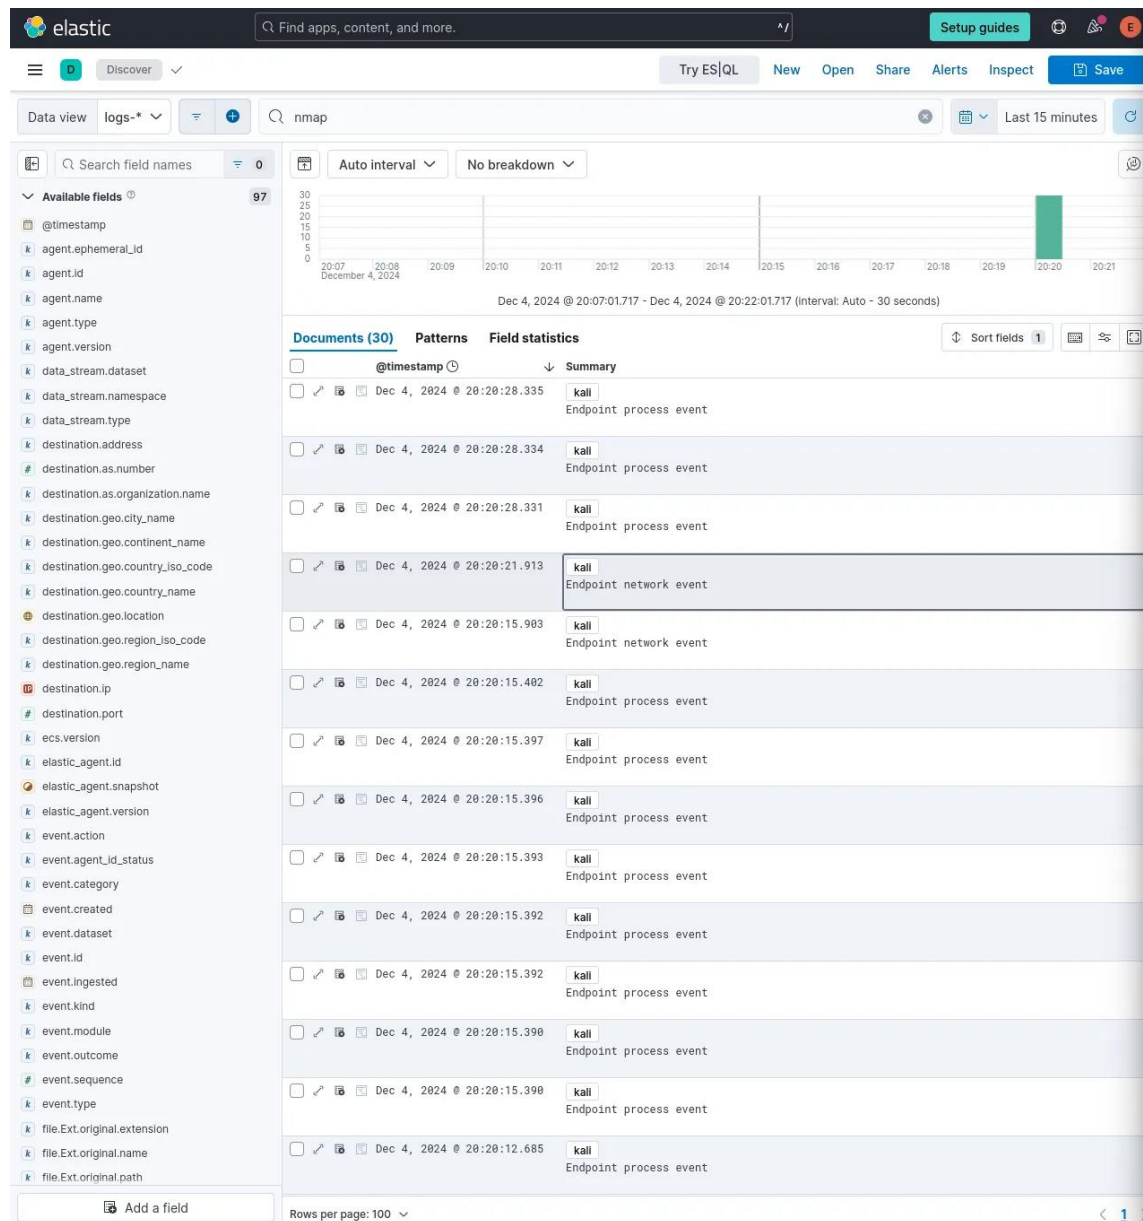 elastic
Find apps, content, and more.
^/
Setup guides
E
D
Discover
Try ES|QL
New
Open
Share
Alerts
Inspect
Save
Data view
logs-*
nmap
Last 15 minutes
Search field names
0
Auto interval
No breakdown
Available fields
97
30
25
20
15
10
5
0
20:07 20:08 20:09 20:10 20:11 20:12 20:13 20:14 20:15 20:16 20:17 20:18 20:19 20:20 20:21
December 4, 2024
Dec 4, 2024 @ 20:07:01.717 - Dec 4, 2024 @ 20:22:01.717 (interval: Auto - 30 seconds)
@timestamp
k agent.ephemeral_id
k agent.id
k agent.name
k agent.type
k agent.version
k data_stream.dataset
k data_stream.namespace
k data_stream.type
k destination.address
# destination.as.number
k destination.as.organization.name
k destination.geo.city_name
k destination.geo.continent_name
k destination.geo.country_iso_code
k destination.geo.country_name
destination.geo.location
k destination.geo.region_iso_code
k destination.geo.region_name
IP destination.ip
# destination.port
k ecs.version
k elastic_agent.id
elastic_agent.snapshot
k elastic_agent.version
k event.action
k event.agent_id_status
k event.category
event.created
k event.dataset
k event.id
event.ingested
k event.kind
k event.module
k event.outcome
# event.sequence
k event.type
k file.Ext.original.extension
k file.Ext.original.name
k file.Ext.original.path
Add a field
Documents (30)
Patterns
Field statistics
Sort fields 1
@timestamp
Summary
Dec 4, 2024 @ 20:20:28.335 kali
Endpoint process event
Dec 4, 2024 @ 20:20:28.334 kali
Endpoint process event
Dec 4, 2024 @ 20:20:28.331 kali
Endpoint process event
Dec 4, 2024 @ 20:20:21.913 kali
Endpoint network event
Dec 4, 2024 @ 20:20:15.903 kali
Endpoint network event
Dec 4, 2024 @ 20:20:15.402 kali
Endpoint process event
Dec 4, 2024 @ 20:20:15.397 kali
Endpoint process event
Dec 4, 2024 @ 20:20:15.396 kali
Endpoint process event
Dec 4, 2024 @ 20:20:15.393 kali
Endpoint process event
Dec 4, 2024 @ 20:20:15.392 kali
Endpoint process event
Dec 4, 2024 @ 20:20:15.392 kali
Endpoint process event
Dec 4, 2024 @ 20:20:15.390 kali
Endpoint process event
Dec 4, 2024 @ 20:20:15.390 kali
Endpoint process event
Dec 4, 2024 @ 20:20:12.685 kali
Endpoint process event
Rows per page: 100
1